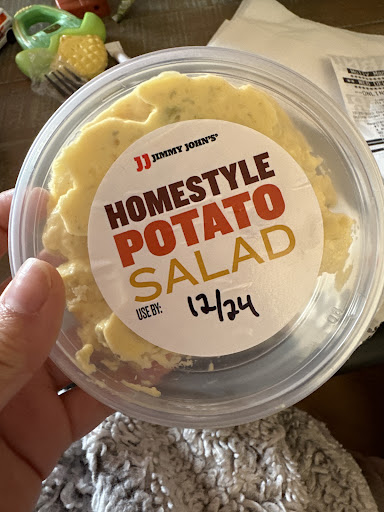 JJ JIMMY JOHN'S®
HOMESTYLE
POTATO
SALAD
USE BY: 12/24